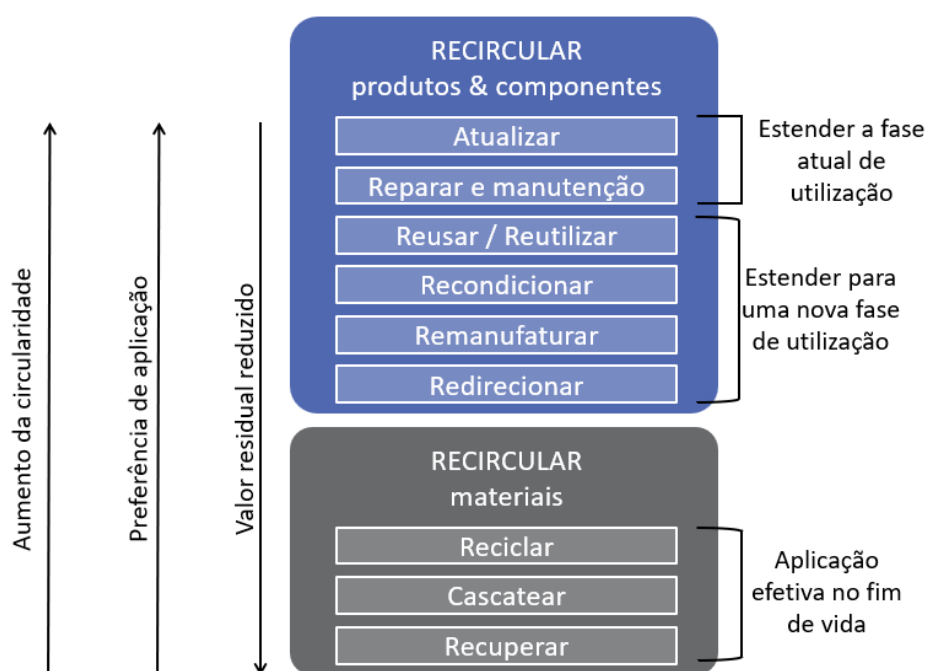 RECIRCULAR
produtos & componentes
Atualizar
Reparar e manutenção
Reusar / Reutilizar
Recondicionar
Remanufaturar
Redirecionar
Estender a fase
atual de
utilização
Estender para
uma nova fase
de utilização
RECIRCULAR
materiais
Reciclar
Cascatear
Recuperar
Aplicação
efetiva no fim
de vida
Aumento da circularidade
Preferência de aplicação
Valor residual reduzido